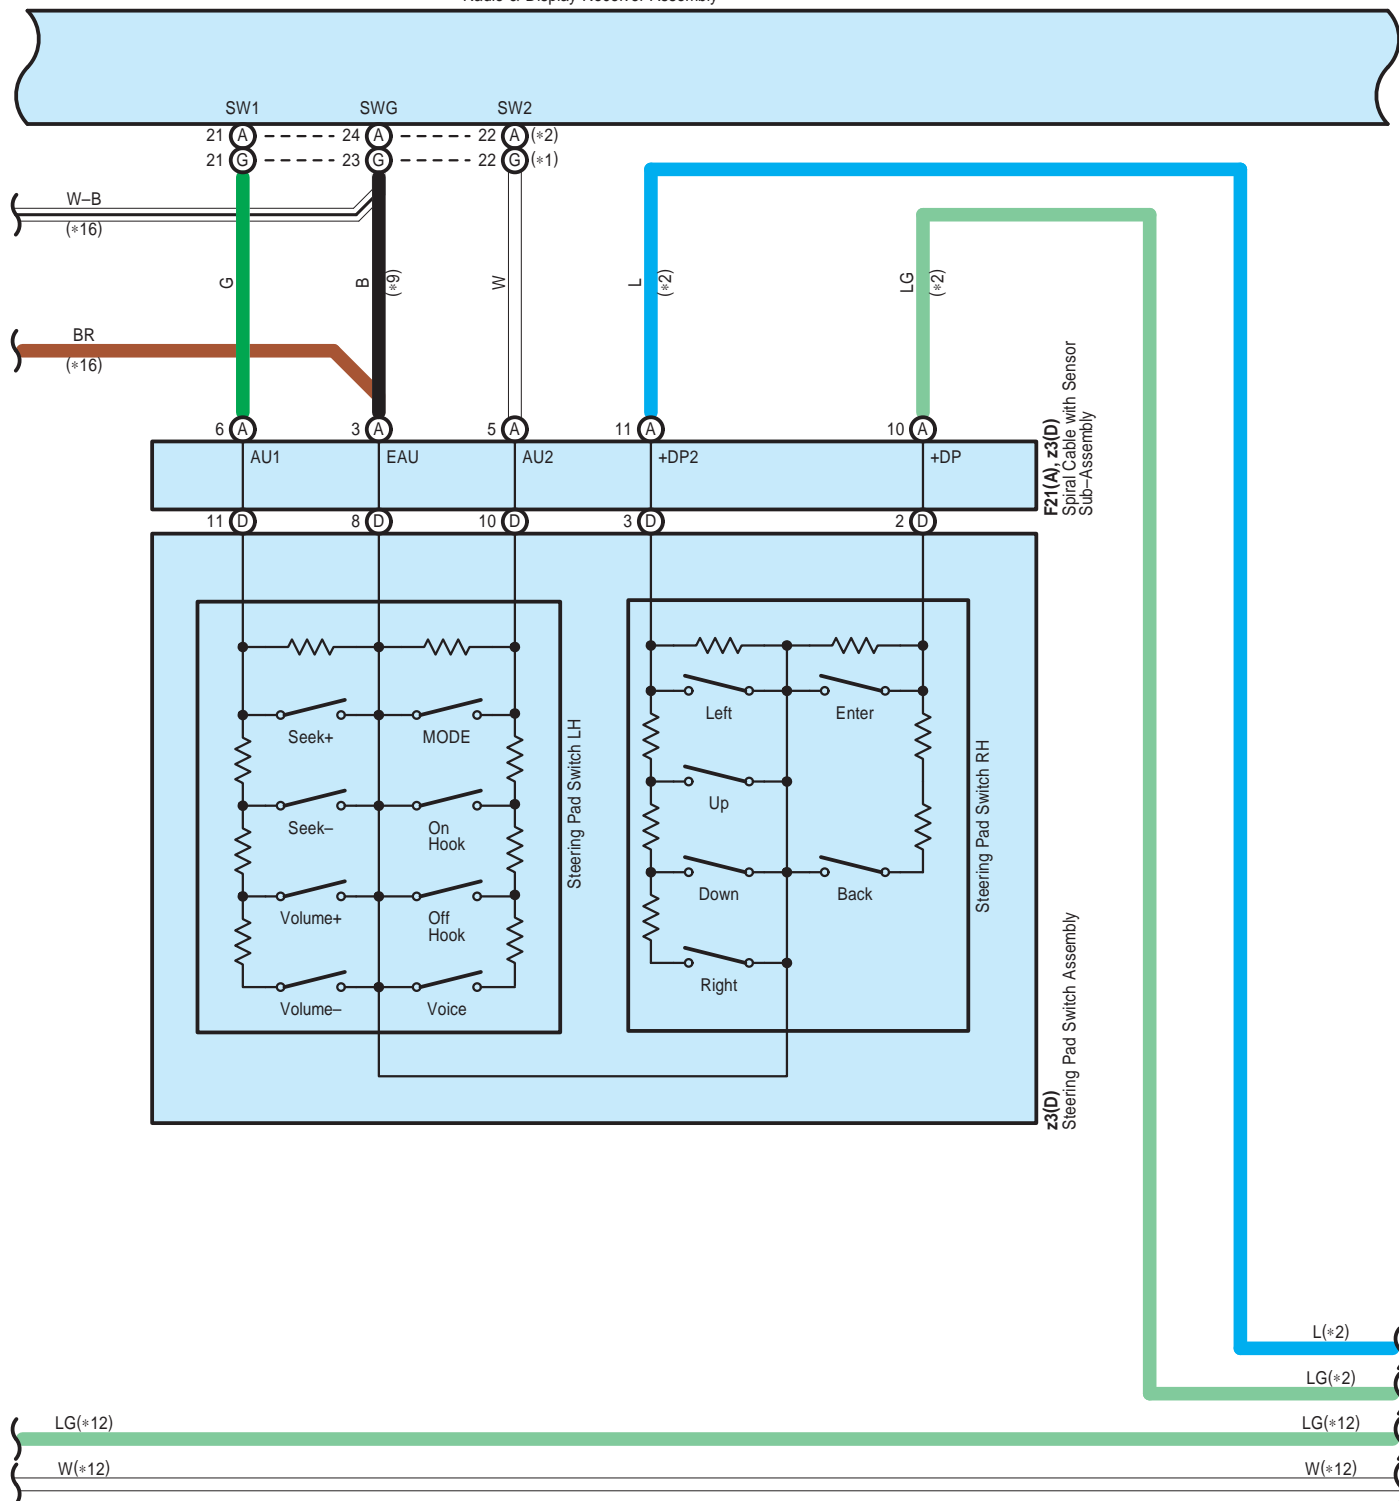 Radio & Display Receiver Assembly
SW1 SWG SW2
21 A 24 A 22 A (*2)
21 G 23 G 22 G (*1)
W–B
(*16)
G
B
(*9)
W
L
(*2)
LG
(*2)
BR
(*16)
6 A 3 A 5 A 11 A 10 A
AU1 EAU AU2 +DP2 +DP
F21(A), z3(D)
Spiral Cable with Sensor
Sub–Assembly
11 D 8 D 10 D 3 D 2 D
Seek+ MODE
Seek– On
Hook
Volume+ Off
Hook
Volume– Voice
Steering Pad Switch LH
Left Enter
Up
Down Back
Right
Steering Pad Switch RH
z3(D)
Steering Pad Switch Assembly
L(*2)
LG(*2)
LG(*12) LG(*12)
W(*12) W(*12)